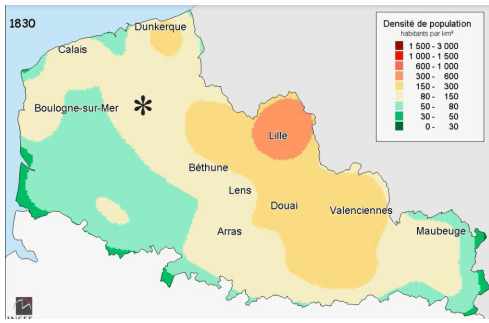 1830
Dunkerque
Calais
Boulogne-sur-Mer
Lille
Béthune
Lens
Douai
Valenciennes
Arras
Maubeuge
Densité de population
habitants par km²
1 500 - 3 000
1 000 - 1 500
600 - 1 000
300 - 600
150 - 300
80 - 150
50 - 80
30 - 50
0 - 30
INSEE